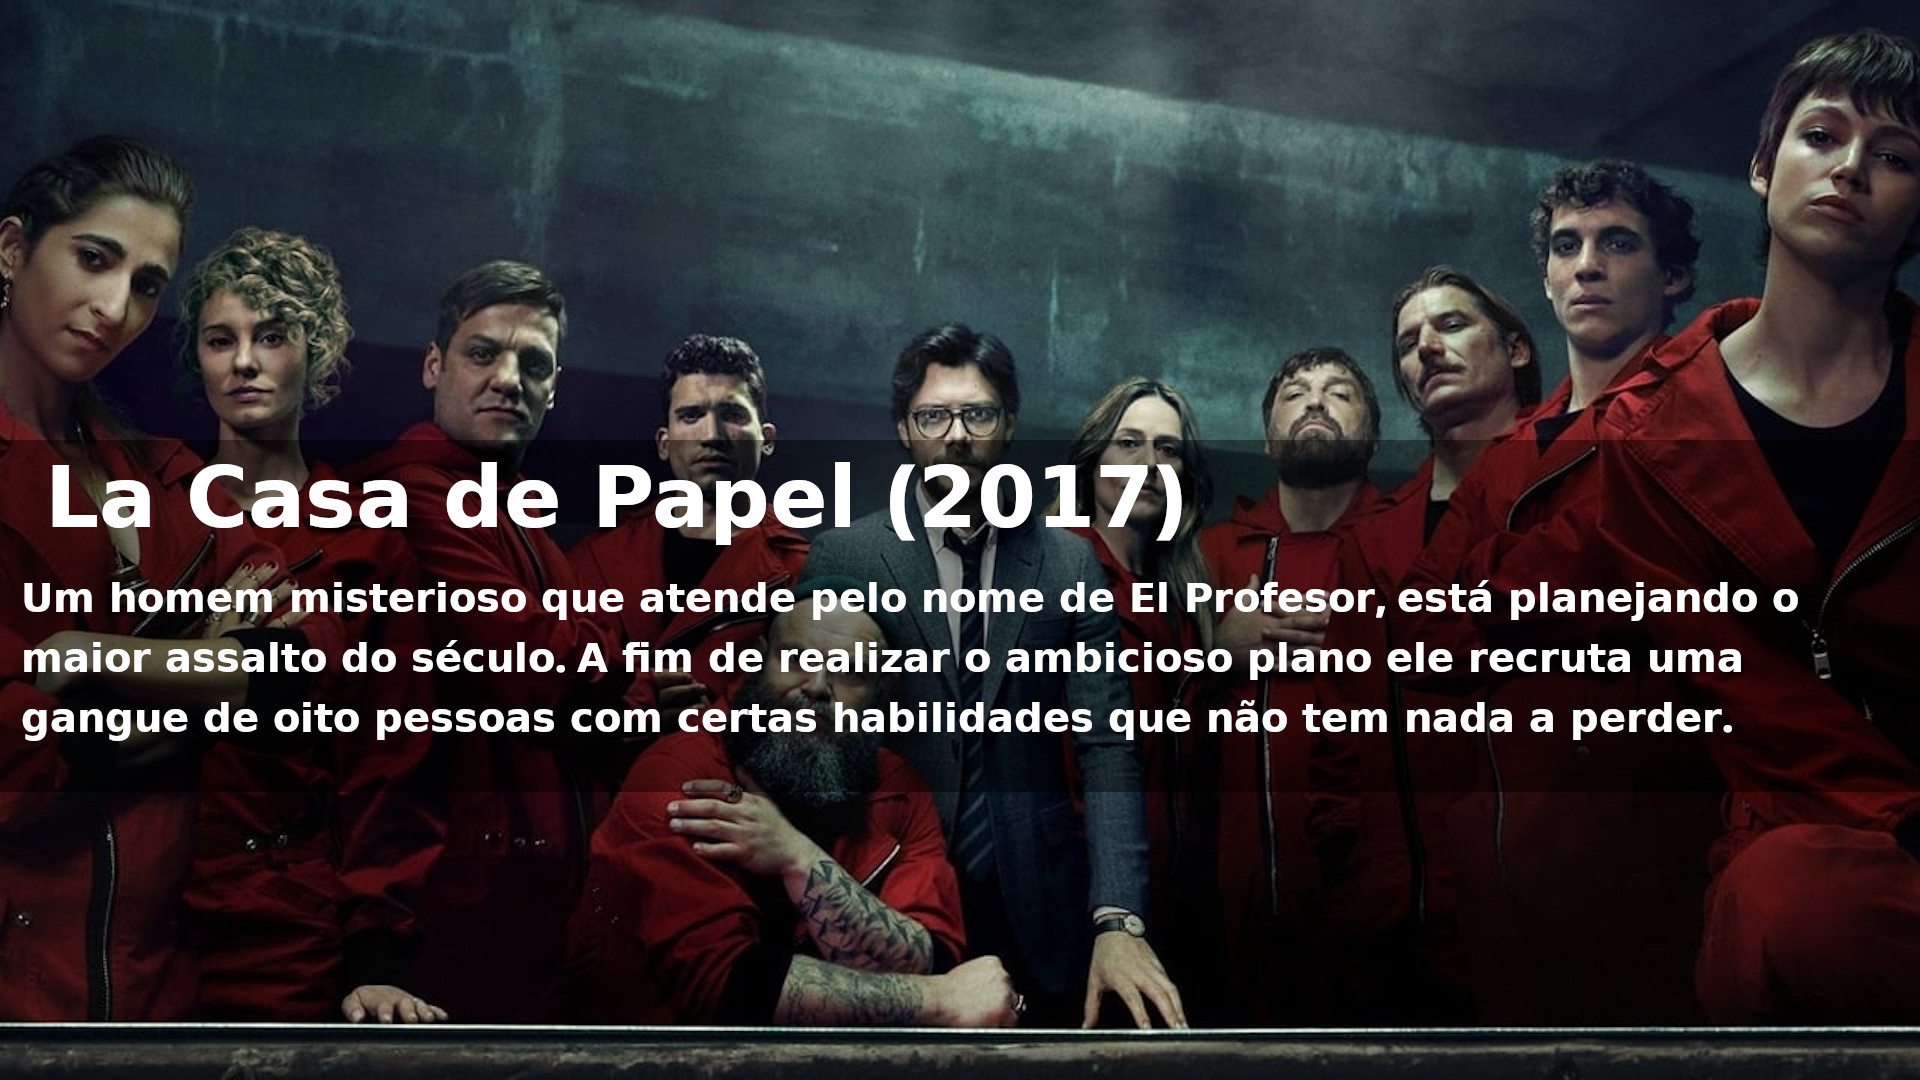 La Casa de Papel (2017)
Um homem misterioso que atende pelo nome de El Profesor, está planejando o
maior assalto do século. A fim de realizar o ambicioso plano ele recruta uma
gangue de oito pessoas com certas habilidades que não tem nada a perder.